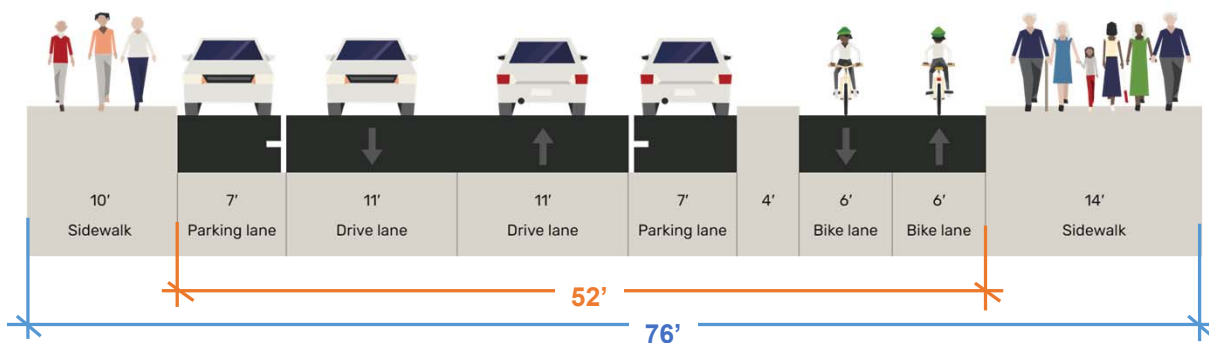 10’ 7’ 11’ 11’ 7’ 4’ 6’ 6’ 14’
Sidewalk Parking lane Drive lane Drive lane Parking lane Bike lane Bike lane Sidewalk
52’
76’